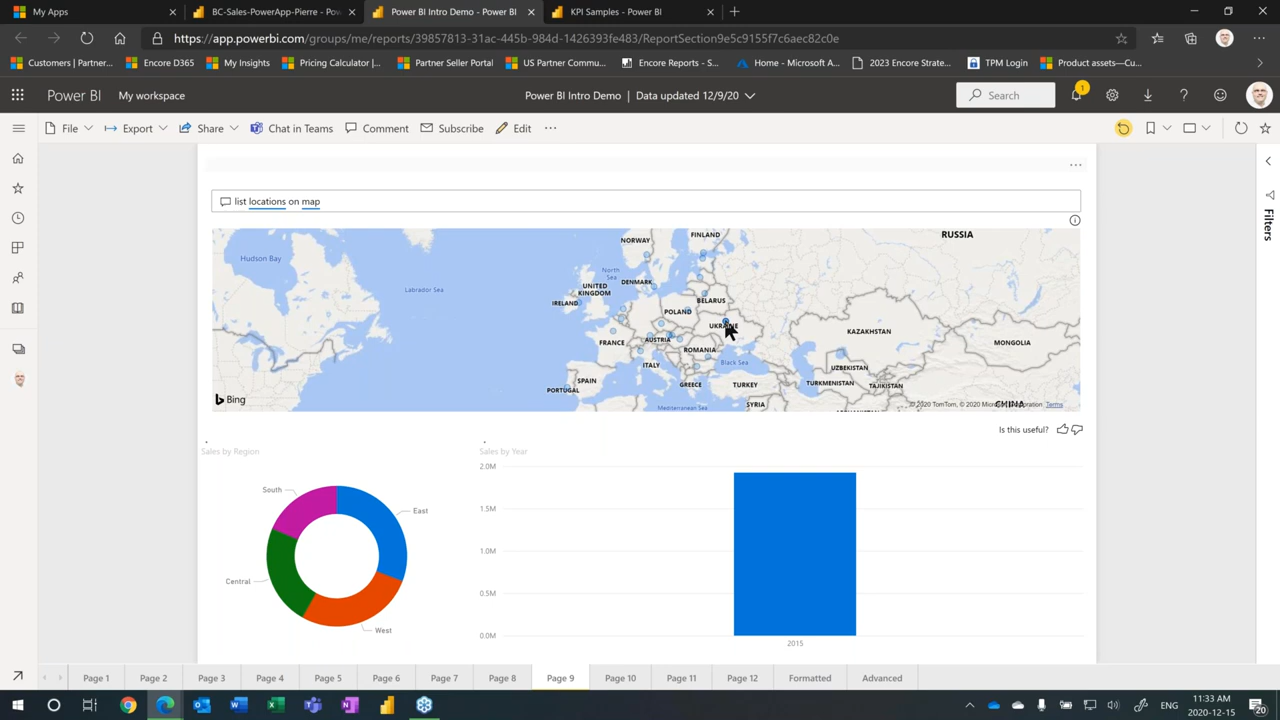 My Apps
BC-Sales-PowerApp-Pierre - Pow
Power BI Intro Demo - Power BI
KPI Samples - Power BI
https://app.powerbi.com/groups/me/reports/39857813-31ac-445b-984d-1426393fe483/ReportSection9e5c9155f7c6aec82c0e
Customers | Partner...
Encore D365
My Insights
Pricing Calculator |...
Partner Seller Portal
US Partner Commu...
Encore Reports - S...
Home - Microsoft A...
2023 Encore Strate...
TPM Login
Product assets—Cu...
Power BI
My workspace
Power BI Intro Demo | Data updated 12/9/20
Search
1
File
Export
Share
Chat in Teams
Comment
Subscribe
Edit
Filters
list locations on map
Hudson Bay
Labrador Sea
NORWAY
FINLAND
RUSSIA
North Sea
UNITED KINGDOM
DENMARK
IRELAND
BELARUS
POLAND
UKRAINE
KAZAKHSTAN
MONGOLIA
FRANCE
AUSTRIA
ROMANIA
ITALY
Black Sea
UZBEKISTAN
SPAIN
PORTUGAL
GREECE
TURKEY
TURKMENISTAN
TAJIKISTAN
SYRIA
CHINA
Mediterranean Sea
Bing
Terms
Is this useful?
Sales by Region
South
East
Central
West
Sales by Year
2.0M
1.5M
1.0M
0.5M
0.0M
2015
Page 1
Page 2
Page 3
Page 4
Page 5
Page 6
Page 7
Page 8
Page 9
Page 10
Page 11
Page 12
Formatted
Advanced
ENG
11:33 AM
2020-12-15
20